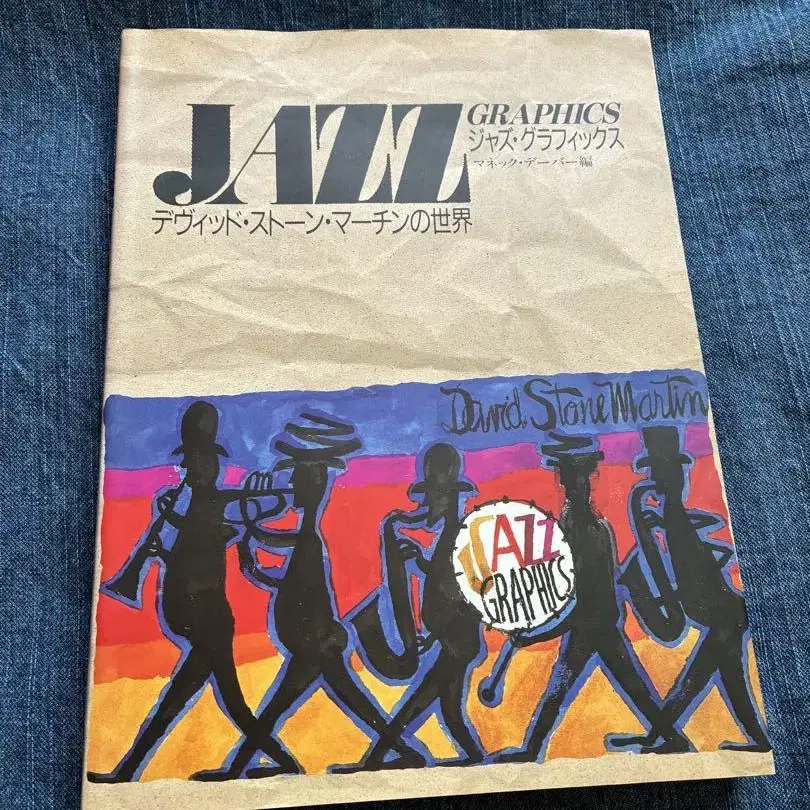 JAZZ
GRAPHICS
ジャズ・グラフィックス
マネック・デーバー編
デヴィッド・ストーン・マーチンの世界
David Stone Martin
JAZZ
GRAPHICS